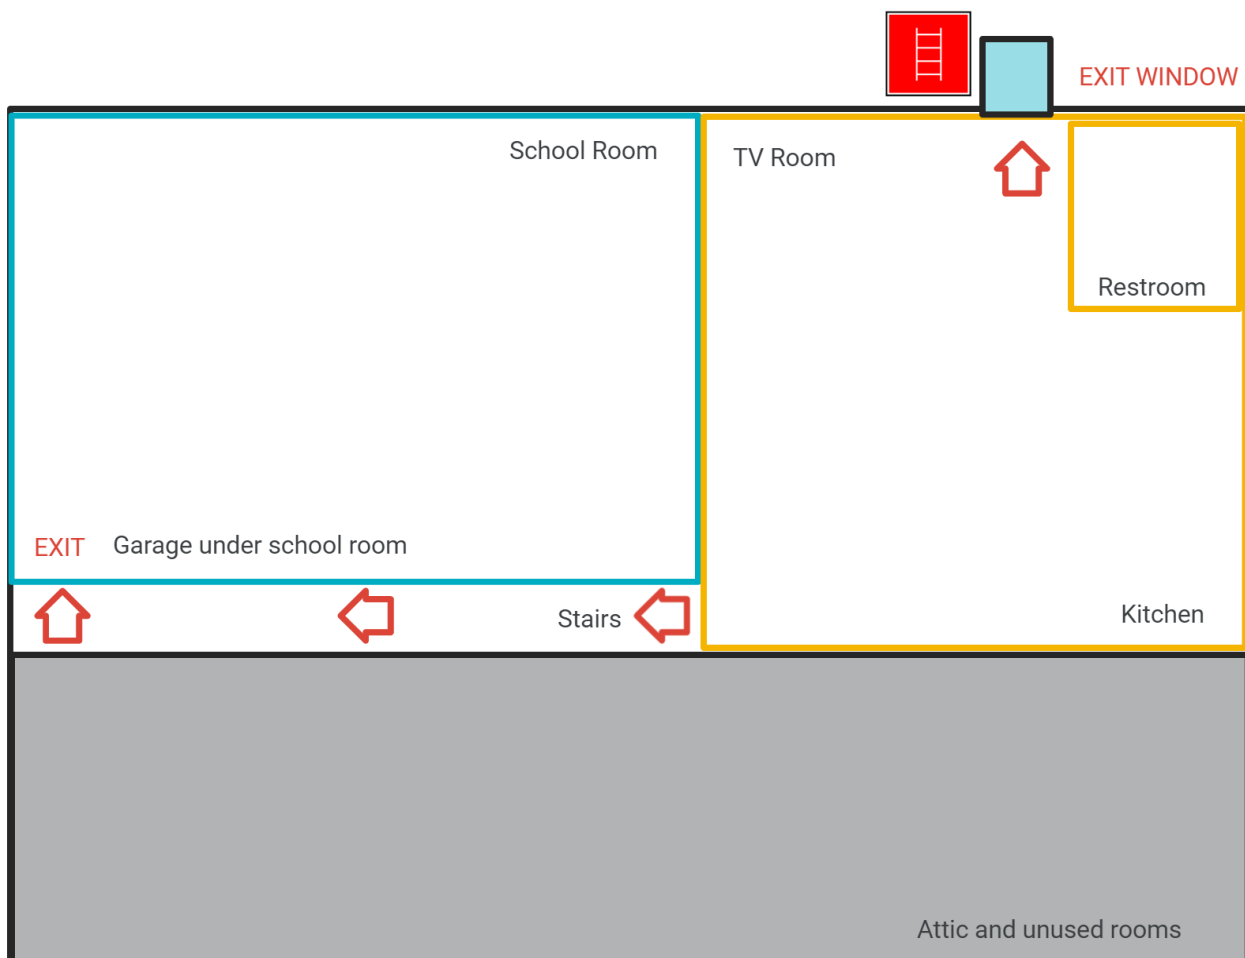 EXIT WINDOW
School Room
TV Room
Restroom
EXIT
Garage under school room
Stairs
Kitchen
Attic and unused rooms